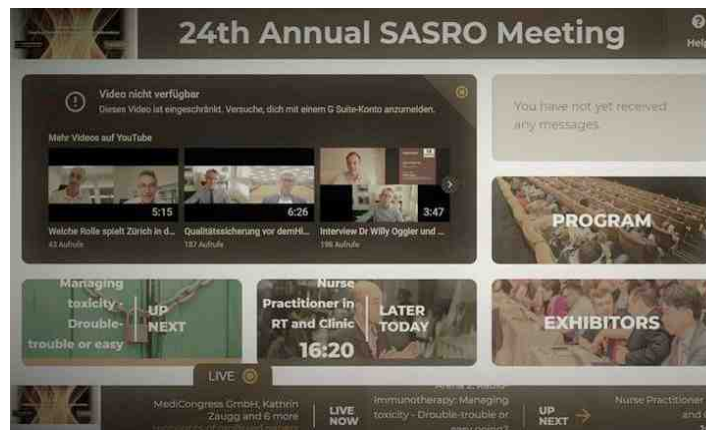 24th Annual SASRO Meeting
Help
Video nicht verfügbar
Dieses Video ist eingeschränkt. Versuche, dich mit einem G Suite-Konto anzumelden.
Mehr Videos auf YouTube
5:15
6:26
3:47
Welche Rolle spielt Zürich in d...
Qualitätssicherung vor demHi...
Interview Dr Willy Oggler und ...
43 Aufrufe
187 Aufrufe
198 Aufrufe
You have not yet received
any messages
PROGRAM
Managing
toxicity -
Drouble-
trouble or easy
UP
NEXT
Nurse
Practitioner in
RT and Clinic
16:20
LATER
TODAY
EXHIBITORS
LIVE
MediCongress GmbH, Kathrin
Zaugg and 6 more
LIVE
NOW
Immunotherapy: Managing
toxicity - Drouble-trouble or
UP
NEXT
Nurse Practitioner